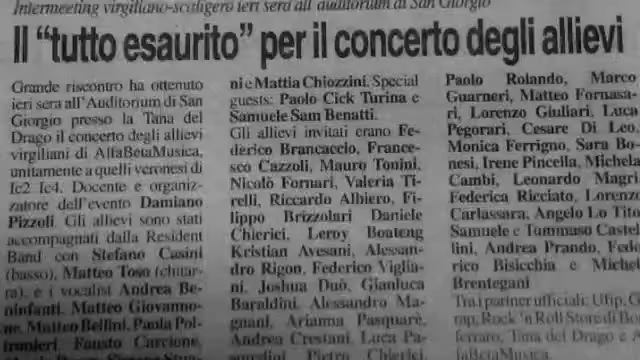 Intermeeting virgiliano-scaligero ieri sera all'auditorium di San Giorgio
Il “tutto esaurito” per il concerto degli allievi
Grande riscontro ha ottenuto
ieri sera all'Auditorium di San
Giorgio presso la Tana del
Drago il concerto degli allievi
virgiliani di AlfaBetaMusica,
unitamente a quelli veronesi di
Ic2 Ic4. Docente e organiz-
zatore dell'evento Damiano
Pizzoli. Gli allievi sono stati
accompagnati dalla Resident
Band con Stefano Casini
(basso), Matteo Toso (chitar-
ra), e i vocalist Andrea Be-
ninfanti. Matteo Giovanno-
ne, Matteo Bellini, Paola Pol-
Fausto Carcione,
ni e Mattia Chiozzini. Special
guests: Paolo Cick Turina e
Samuele Sam Benatti.
Gli allievi invitati erano Fe-
derico Brancaccio, France-
sco Cazzoli, Mauro Tonini,
Nicolò Fornari, Valeria Ti-
relli, Riccardo Albiero, Fi-
lippo Brizzolari Daniele
Chierici, Leroy Boateng
Kristian Avesani, Alessan-
dro Rigon, Federico Viglia-
ni, Joshua Duò, Gianluca
Baraldini, Alessandro Ma-
gnani, Arianna Pasquarè,
Andrea Crestani, Luca
Pietro Chierici
Paolo Rolando, Marco
Guarneri, Matteo Fornasa-
ri, Lorenzo Giuliari, Luca
Pegorari, Cesare Di Leo,
Monica Ferrigno, Sara Bo-
nesi, Irene Pincella, Michela
Cambi, Leonardo Magri
Federica Ricciato, Lorenzo
Carlassara, Angelo Lo Tito
Samuele e Tommaso Castel-
lini, Andrea Prando, Fede-
rico Bisicchia e Michel
Brentegani
Tra i partner ufficiali: Ufip,
Rock 'n Roll Store di
Tana del Drago e